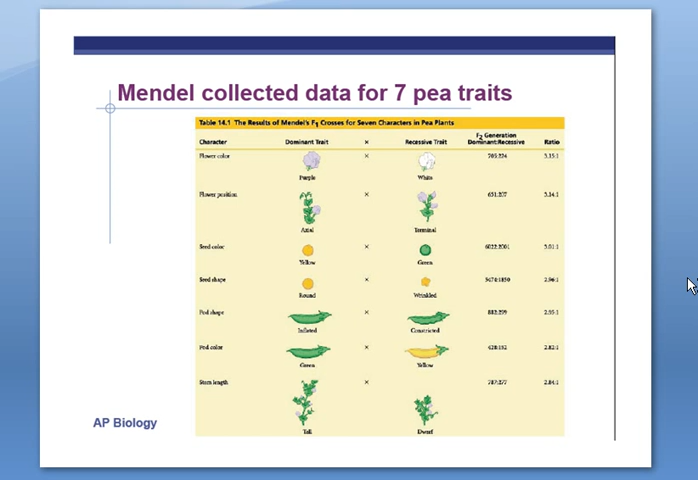 Mendel collected data for 7 pea traits
Table 14.1 The Results of Mendel's F1 Crosses for Seven Characters in Pea Plants
F2 Generation
Character Dominant Trait × Recessive Trait Dominant:Recessive Ratio
Flower color × 705:224 3.15:1
Purple White
Flower position × 651:207 3.14:1
Axial Terminal
Seed color × 6022:2001 3.01:1
Yellow Green
Seed shape × 5474:1850 2.96:1
Round Wrinkled
Pod shape × 882:299 2.95:1
Inflated Constricted
Pod color × 428:152 2.82:1
Green Yellow
Stem length × 787:277 2.84:1
Tall Dwarf
AP Biology